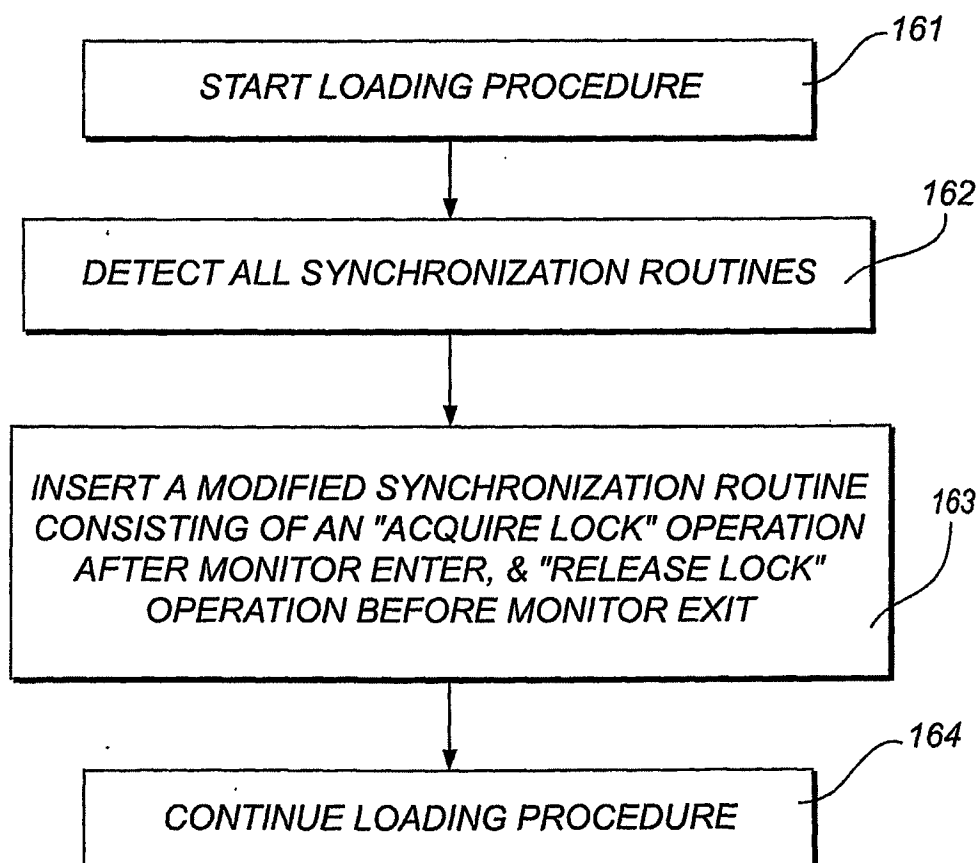 161
START LOADING PROCEDURE
162
DETECT ALL SYNCHRONIZATION ROUTINES
INSERT A MODIFIED SYNCHRONIZATION ROUTINE
CONSISTING OF AN "ACQUIRE LOCK" OPERATION
AFTER MONITOR ENTER, & "RELEASE LOCK"
OPERATION BEFORE MONITOR EXIT
163
164
CONTINUE LOADING PROCEDURE